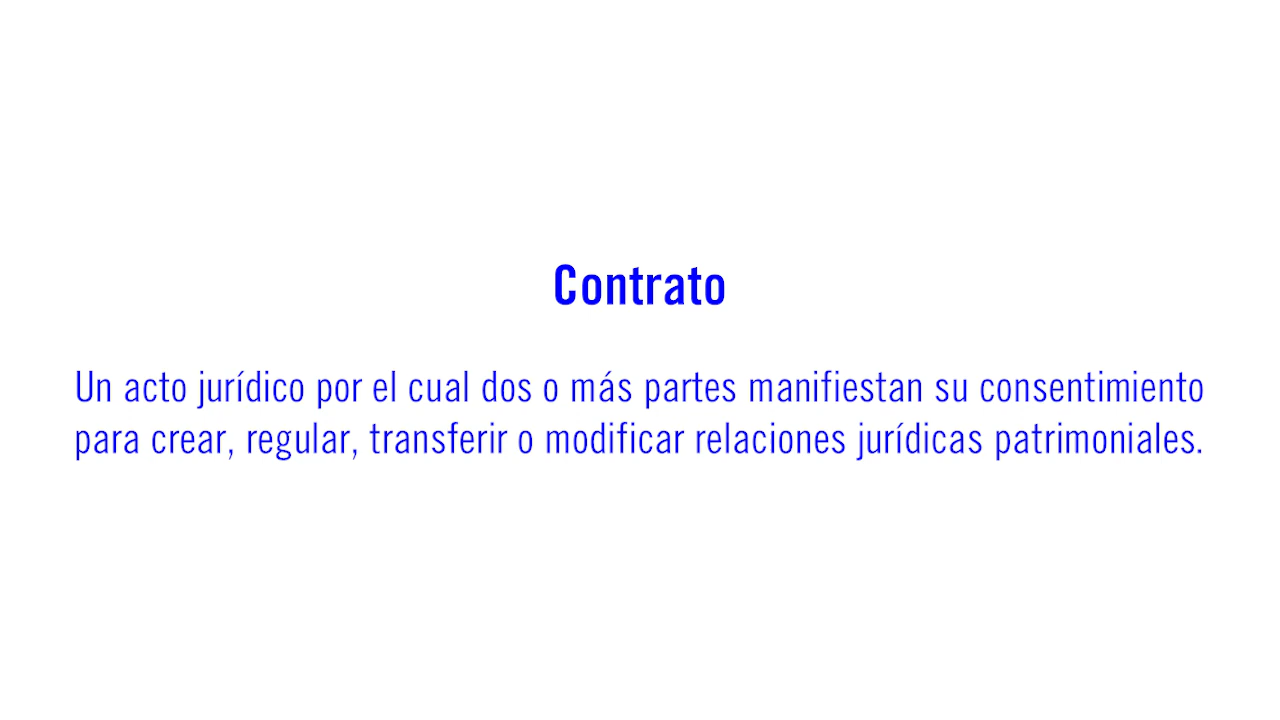 Contrato
Un acto jurídico por el cual dos o más partes manifiestan su consentimiento
para crear, regular, transferir o modificar relaciones jurídicas patrimoniales.